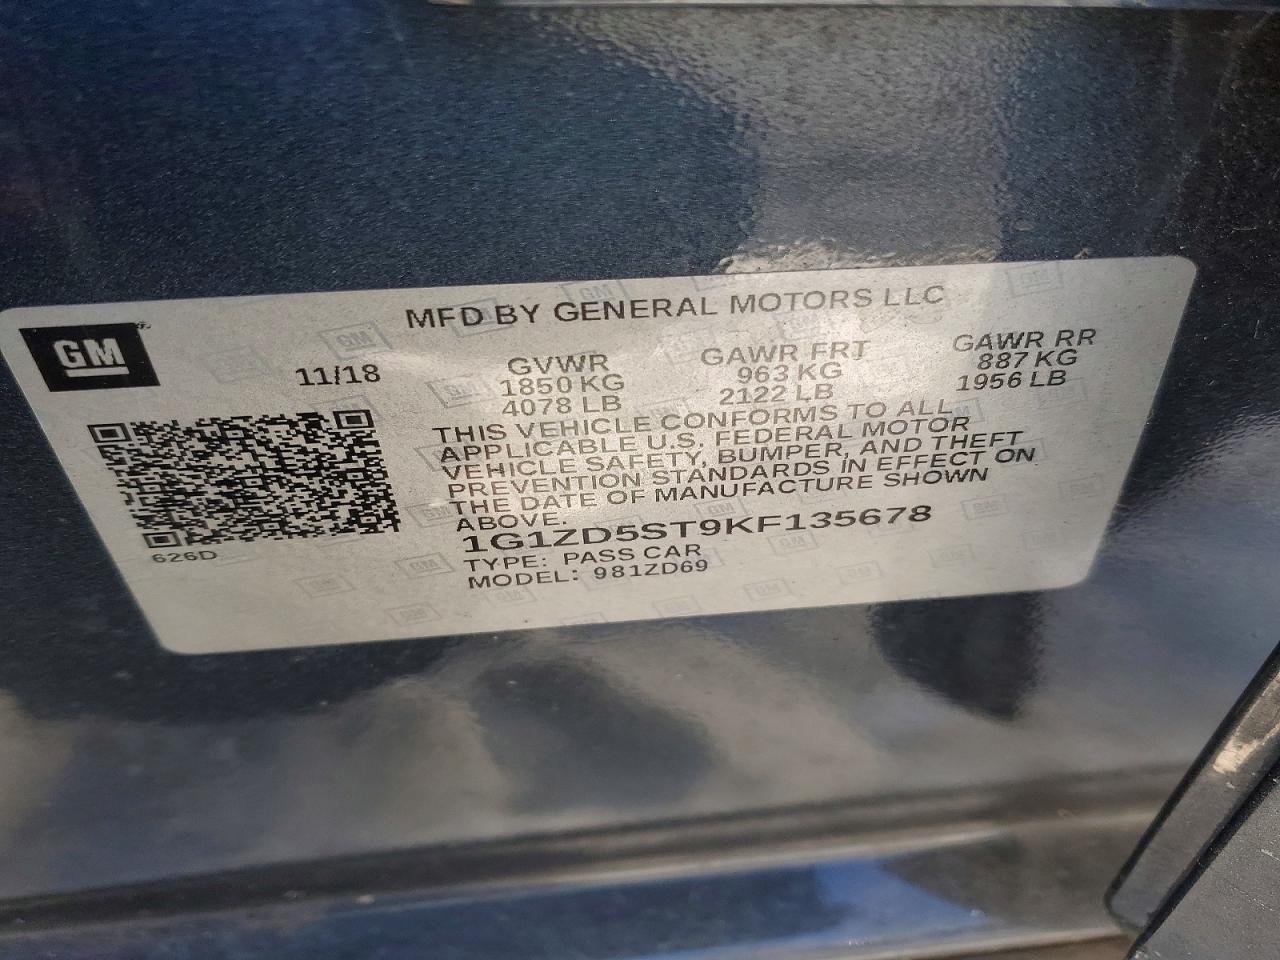 GM
MFD BY GENERAL MOTORS LLC
11/18
GVWR
1850 KG
4078 LB
GAWR FRT
963 KG
2122 LB
GAWR RR
887 KG
1956 LB
THIS VEHICLE CONFORMS TO ALL
APPLICABLE U.S. FEDERAL MOTOR
VEHICLE SAFETY, BUMPER, AND THEFT
PREVENTION STANDARDS IN EFFECT ON
THE DATE OF MANUFACTURE SHOWN
ABOVE.
1G1ZD5ST9KF135678
TYPE: PASS CAR
MODEL: 981ZD69
626D